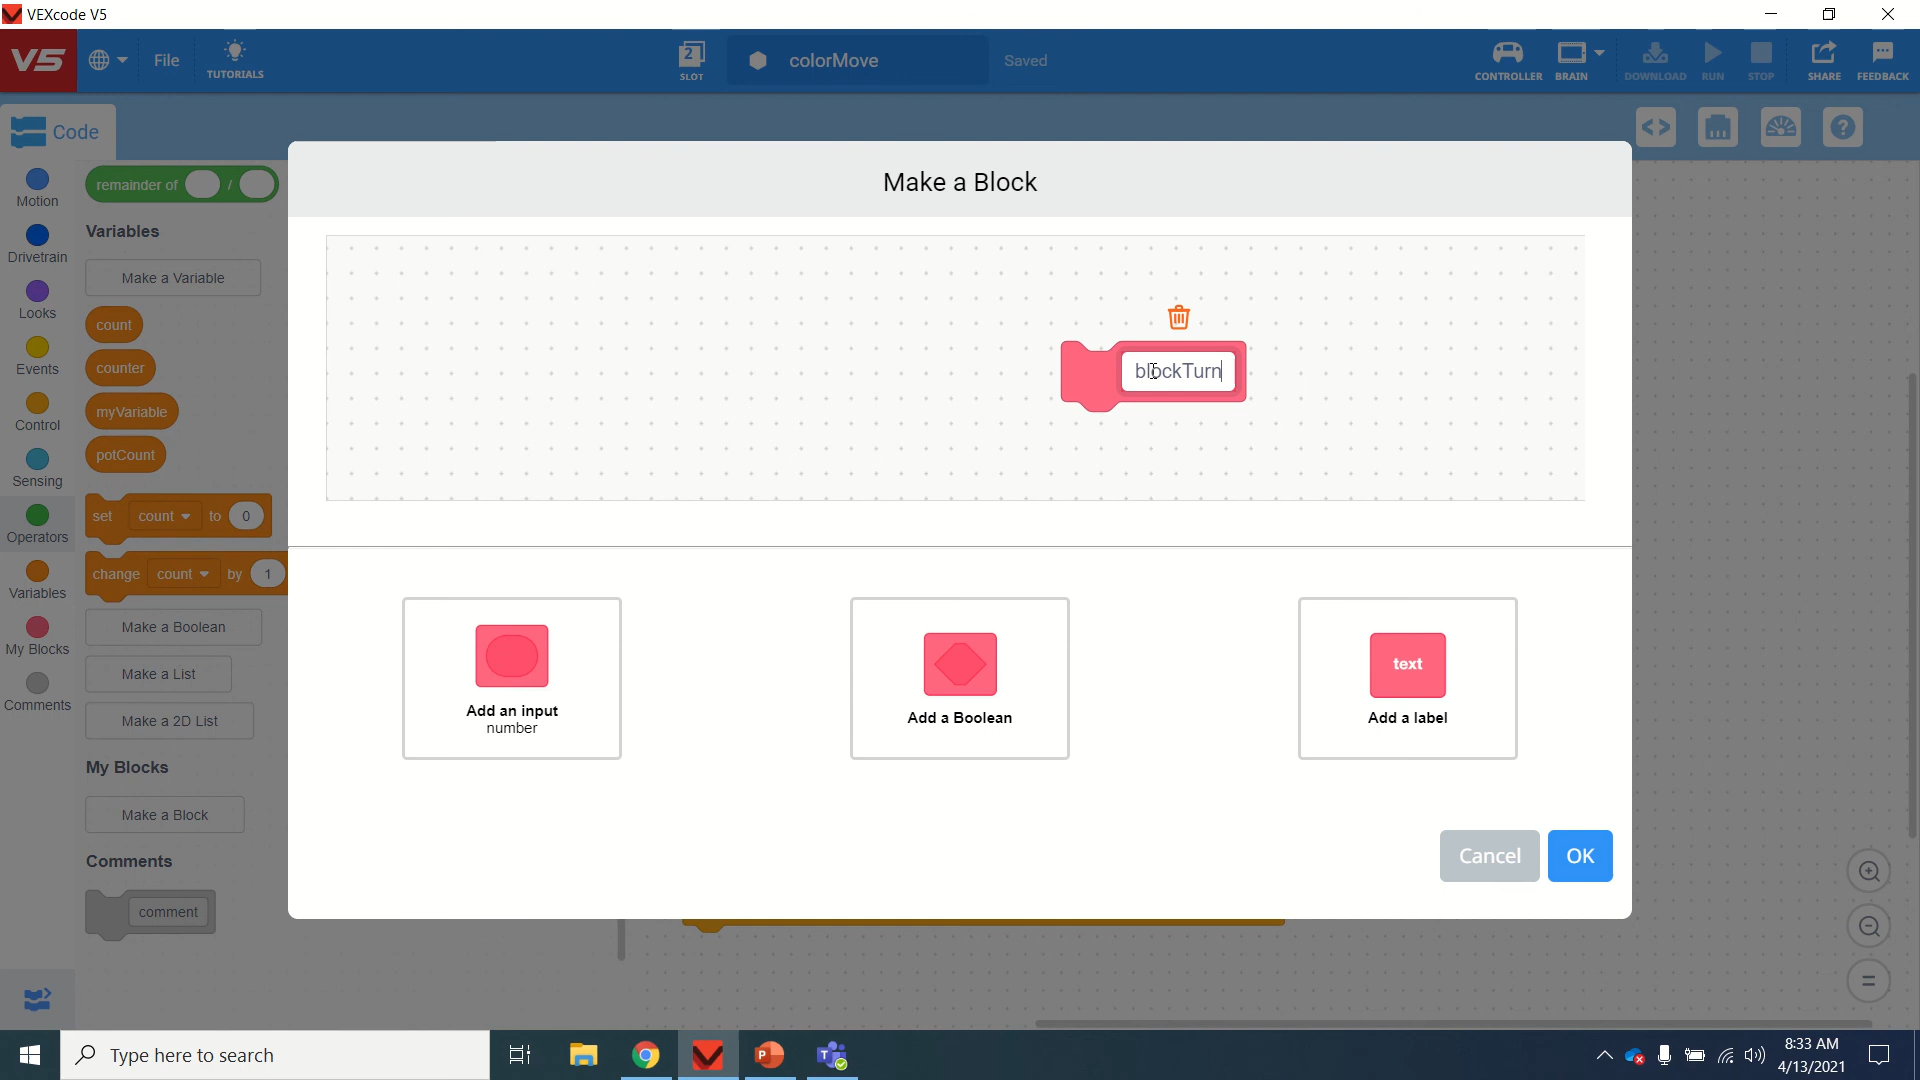 VEXcode V5
V5
File
TUTORIALS
2
SLOT
colorMove
Saved
CONTROLLER
BRAIN
DOWNLOAD
RUN
STOP
SHARE
FEEDBACK
Code
Motion
Drivetrain
Looks
Events
Control
Sensing
Operators
Variables
My Blocks
Comments
remainder of /
Variables
Make a Variable
count
counter
myVariable
potCount
set count to 0
change count by 1
Make a Boolean
Make a List
Make a 2D List
My Blocks
Make a Block
Comments
comment
Make a Block
blockTurn
Add an input
number
Add a Boolean
text
Add a label
Cancel
OK
Type here to search
8:33 AM
4/13/2021